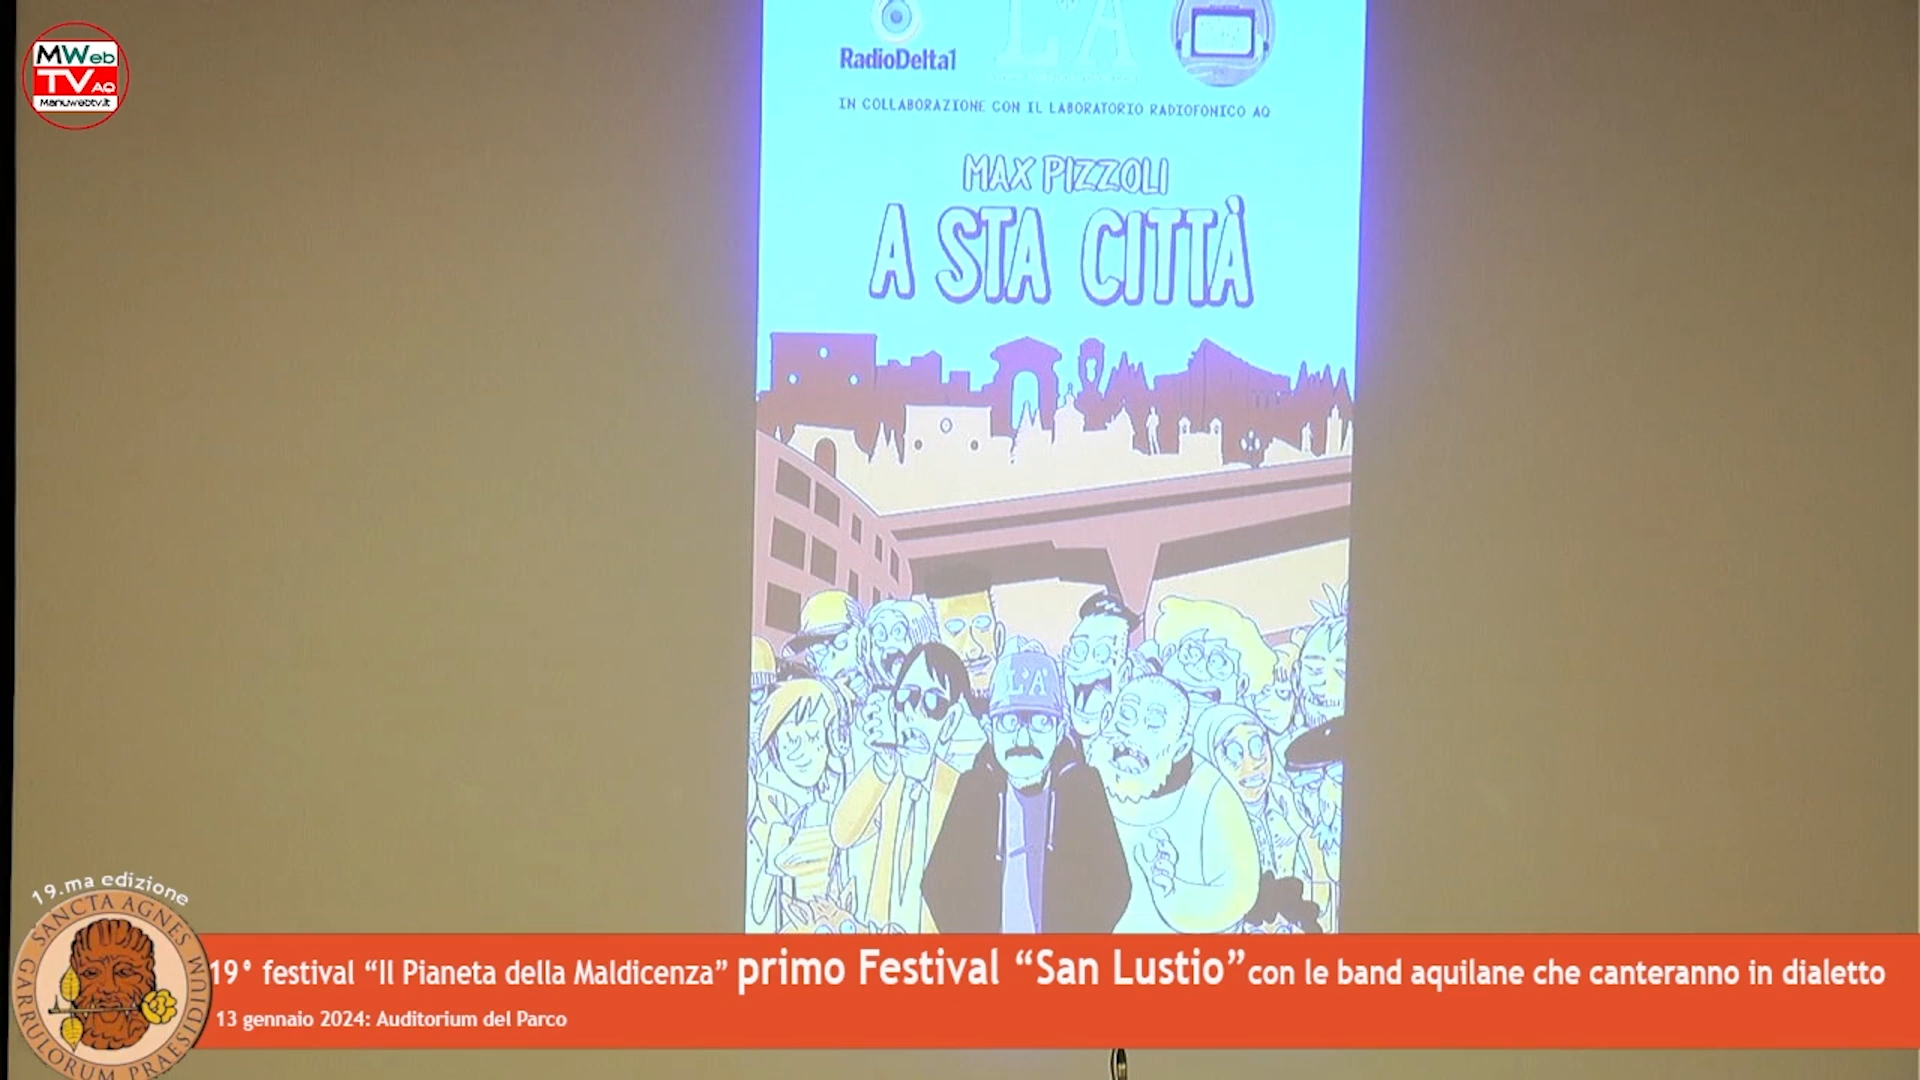 MWeb
TV AQ
Manuwebtv.it
RadioDelta1
L'A
IN COLLABORAZIONE CON IL LABORATORIO RADIOFONICO AQ
MAX PIZZOLI
A STA CITTÀ
L'A
19.ma edizione
SANCTA AGNES
GARRULORUM PRAESIDIUM
19° festival “Il Pianeta della Maldicenza” primo Festival “San Lustio” con le band aquilane che canteranno in dialetto
13 gennaio 2024: Auditorium del Parco